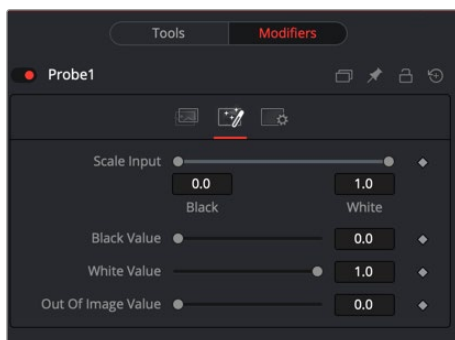 Tools Modifiers
Probe1
Scale Input
0.0 1.0
Black White
Black Value 0.0
White Value 1.0
Out Of Image Value 0.0